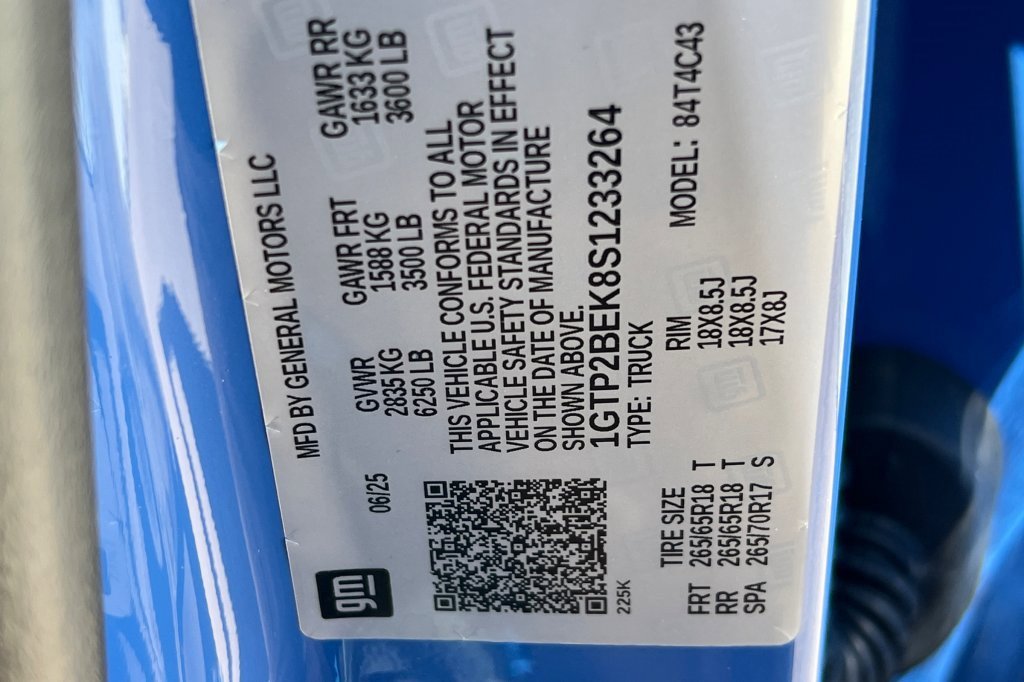 gm
MFD BY GENERAL MOTORS LLC
06/25 GVWR GAWR FRT GAWR RR
2835 KG 1588 KG 1633 KG
6250 LB 3500 LB 3600 LB
THIS VEHICLE CONFORMS TO ALL
APPLICABLE U.S. FEDERAL MOTOR
VEHICLE SAFETY STANDARDS IN EFFECT
ON THE DATE OF MANUFACTURE
SHOWN ABOVE.
1GTP2BEK8S1233264
225K TYPE: TRUCK
TIRE SIZE RIM MODEL: 84T4C43
FRT 265/65R18 T 18X8.5J
RR 265/65R18 T 18X8.5J
SPA 265/70R17 S 17X8J